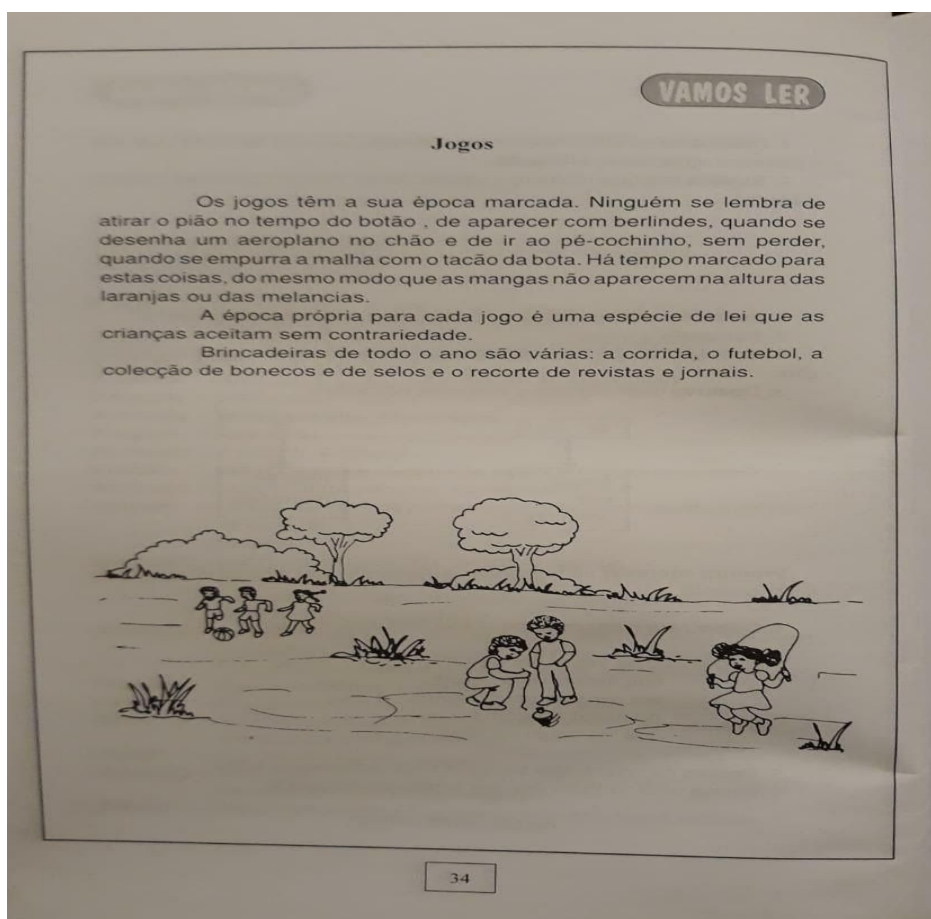 VAMOS LER
Jogos
Os jogos têm a sua época marcada. Ninguém se lembra de
atirar o pião no tempo do botão , de aparecer com berlindes, quando se
desenha um aeroplano no chão e de ir ao pé-cochinho, sem perder,
quando se empurra a malha com o tacão da bota. Há tempo marcado para
estas coisas, do mesmo modo que as mangas não aparecem na altura das
laranjas ou das melancias.
A época própria para cada jogo é uma espécie de lei que as
crianças aceitam sem contrariedade.
Brincadeiras de todo o ano são várias: a corrida, o futebol, a
colecção de bonecos e de selos e o recorte de revistas e jornais.
34